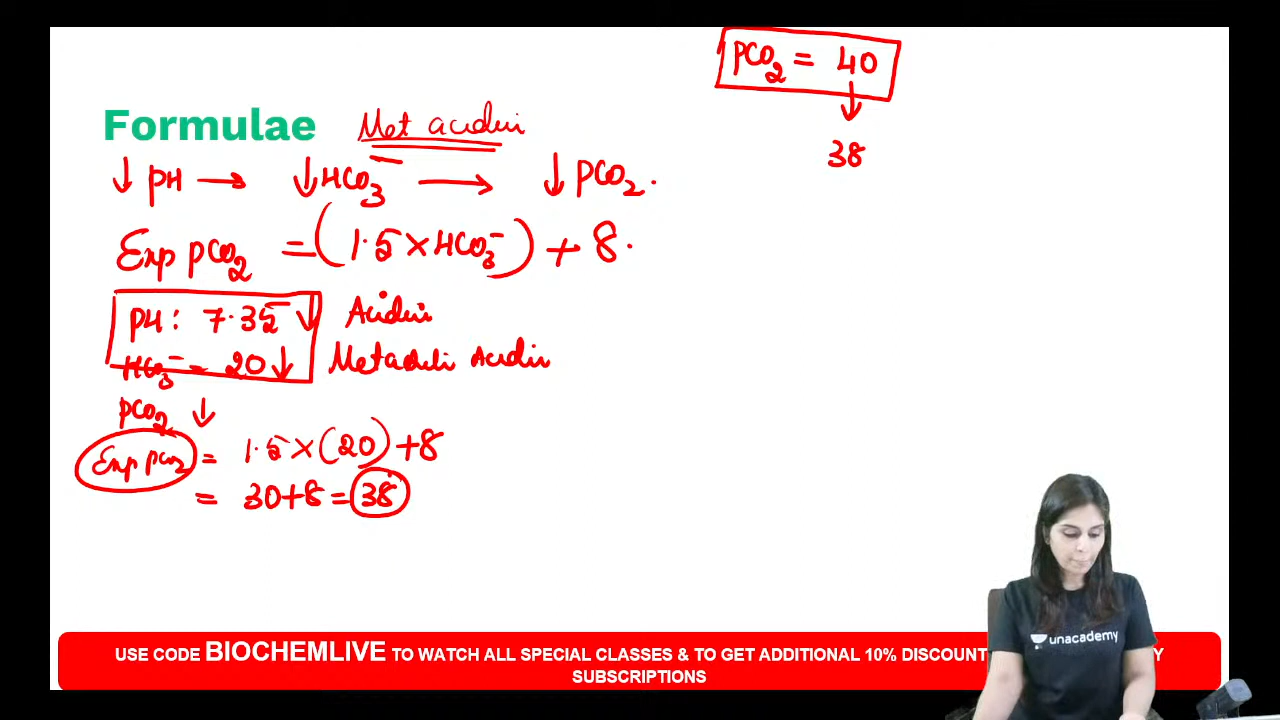 pCO2 = 40
↓
38
Formulae Met acidosis
↓ pH → ↓ HCO3⁻ → ↓ pCO2.
Exp pCO2 = (1.5 × HCO3⁻) + 8.
pH : 7.35 ↓ Acidosis
HCO3⁻ = 20 ↓ Metabolic Acidosis
pCO2 ↓
Exp pCO2 = 1.5 × (20) + 8
= 30+8 = 38
unacademy
USE CODE BIOCHEMLIVE TO WATCH ALL SPECIAL CLASSES & TO GET ADDITIONAL 10% DISCOUNT
SUBSCRIPTIONS